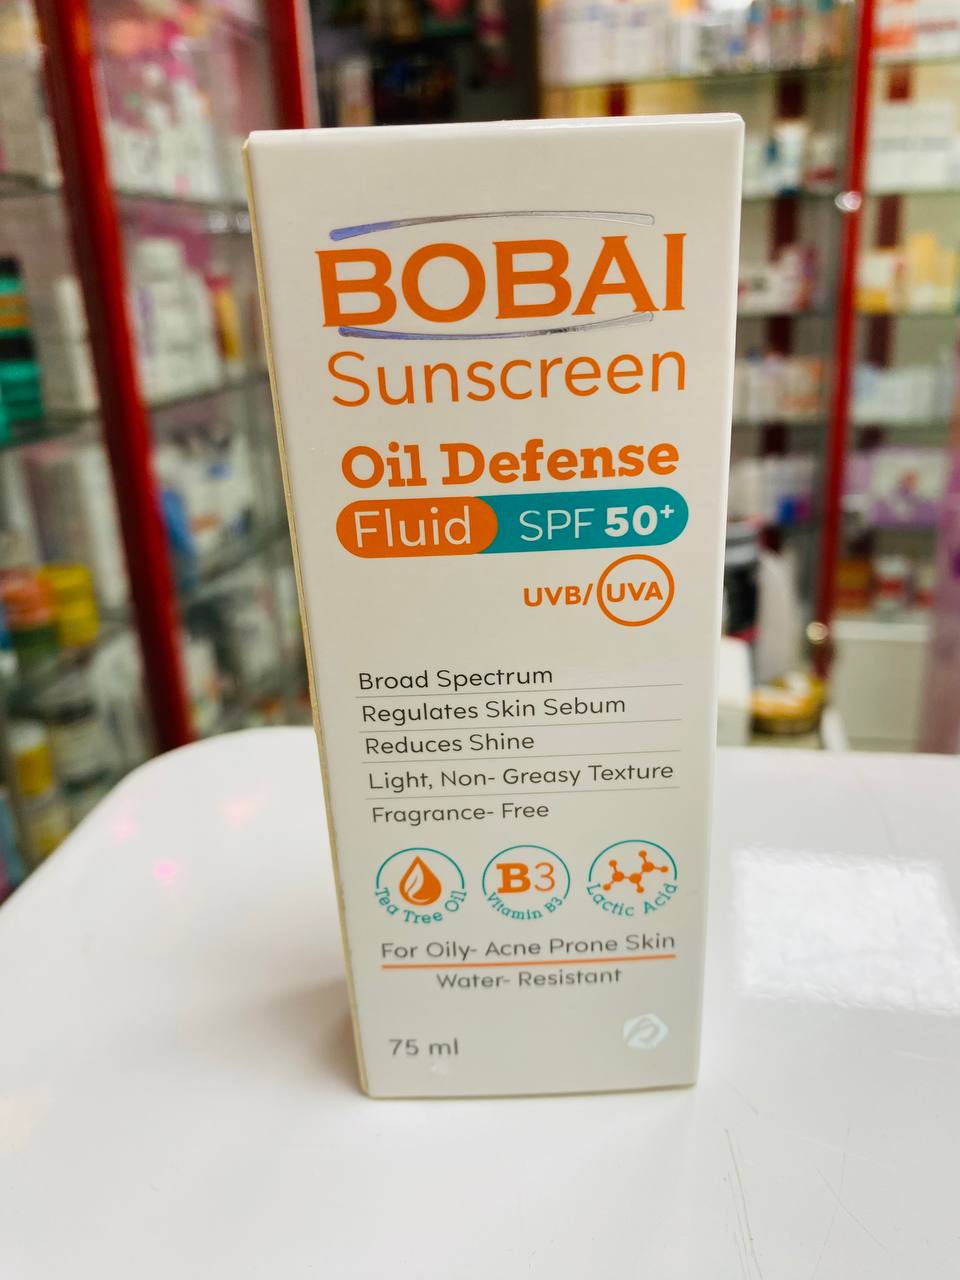 BOBAI
Sunscreen
Oil Defense
Fluid SPF 50+
UVB/UVA
Broad Spectrum
Regulates Skin Sebum
Reduces Shine
Light, Non- Greasy Texture
Fragrance- Free
Tea Tree Oil
B3
Vitamin B3
Lactic Acid
For Oily- Acne Prone Skin
Water- Resistant
75 ml